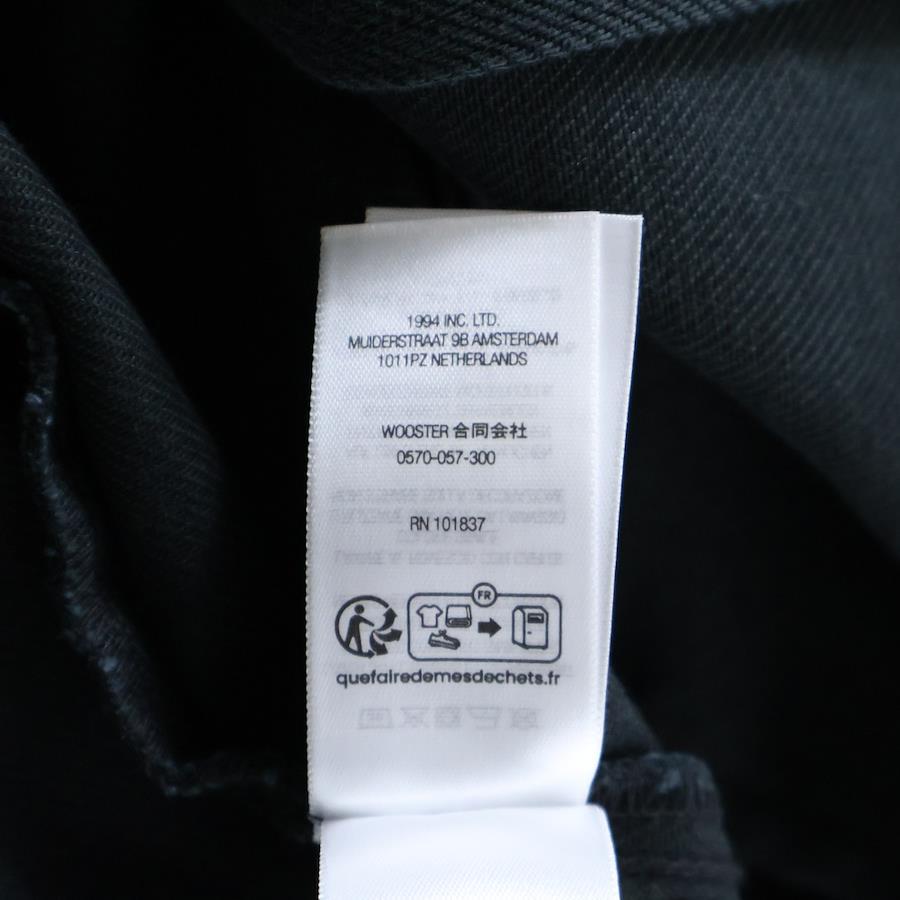 1994 INC. LTD.
MUIDERSTRAAT 9B AMSTERDAM
1011PZ NETHERLANDS
WOOSTER 合同会社
0570-057-300
RN 101837
FR
quefairedemesdechets.fr